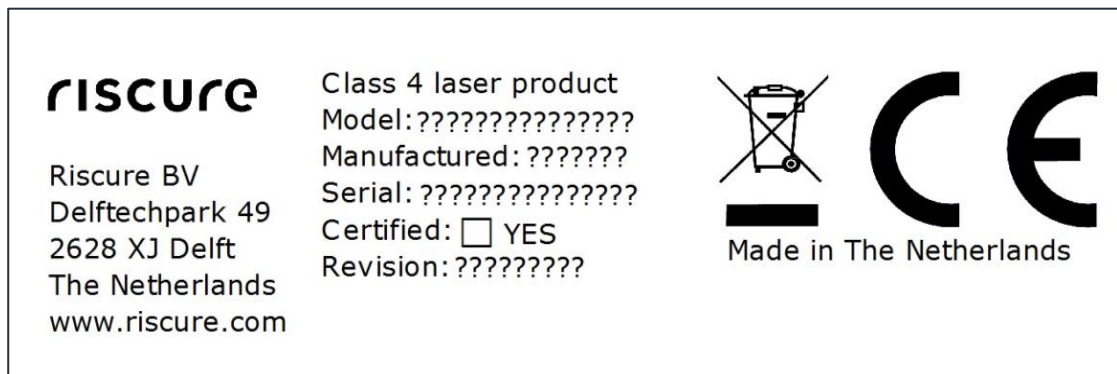 riscure
Riscure BV
Delftechpark 49
2628 XJ Delft
The Netherlands
www.riscure.com
Class 4 laser product
Model: ???????????????
Manufactured: ???????
Serial: ???????????????
Certified: ☐ YES
Revision: ?????????
CE
Made in The Netherlands